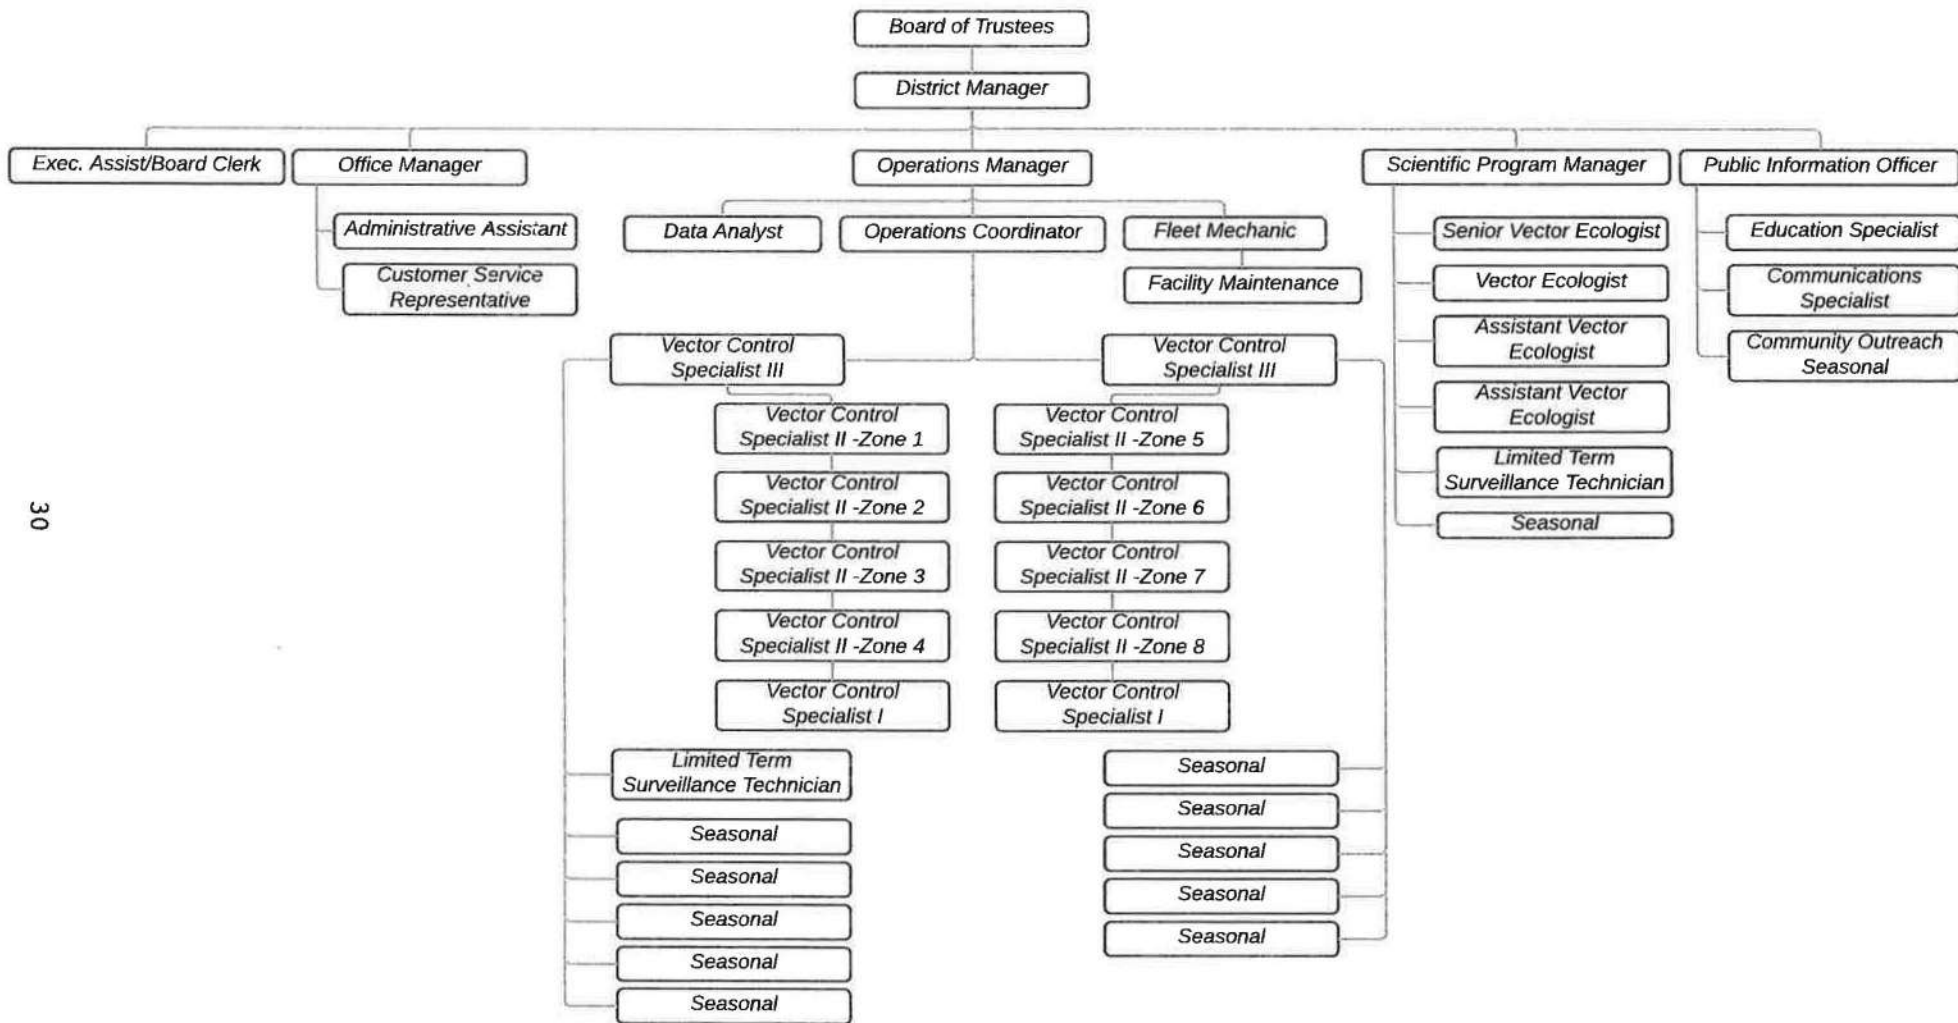 Board of Trustees
District Manager
Exec. Assist/Board Clerk
Office Manager
Operations Manager
Scientific Program Manager
Public Information Officer
Administrative Assistant
Customer Service
Representative
Data Analyst
Operations Coordinator
Fleet Mechanic
Facility Maintenance
Vector Control
Specialist III
Vector Control
Specialist II -Zone 1
Vector Control
Specialist II -Zone 2
Vector Control
Specialist II -Zone 3
Vector Control
Specialist II -Zone 4
Vector Control
Specialist I
Limited Term
Surveillance Technician
Seasonal
Seasonal
Seasonal
Seasonal
Seasonal
Vector Control
Specialist III
Vector Control
Specialist II -Zone 5
Vector Control
Specialist II -Zone 6
Vector Control
Specialist II -Zone 7
Vector Control
Specialist II -Zone 8
Vector Control
Specialist I
Seasonal
Seasonal
Seasonal
Seasonal
Seasonal
Senior Vector Ecologist
Vector Ecologist
Assistant Vector
Ecologist
Assistant Vector
Ecologist
Limited Term
Surveillance Technician
Seasonal
Education Specialist
Communications
Specialist
Community Outreach
Seasonal
30